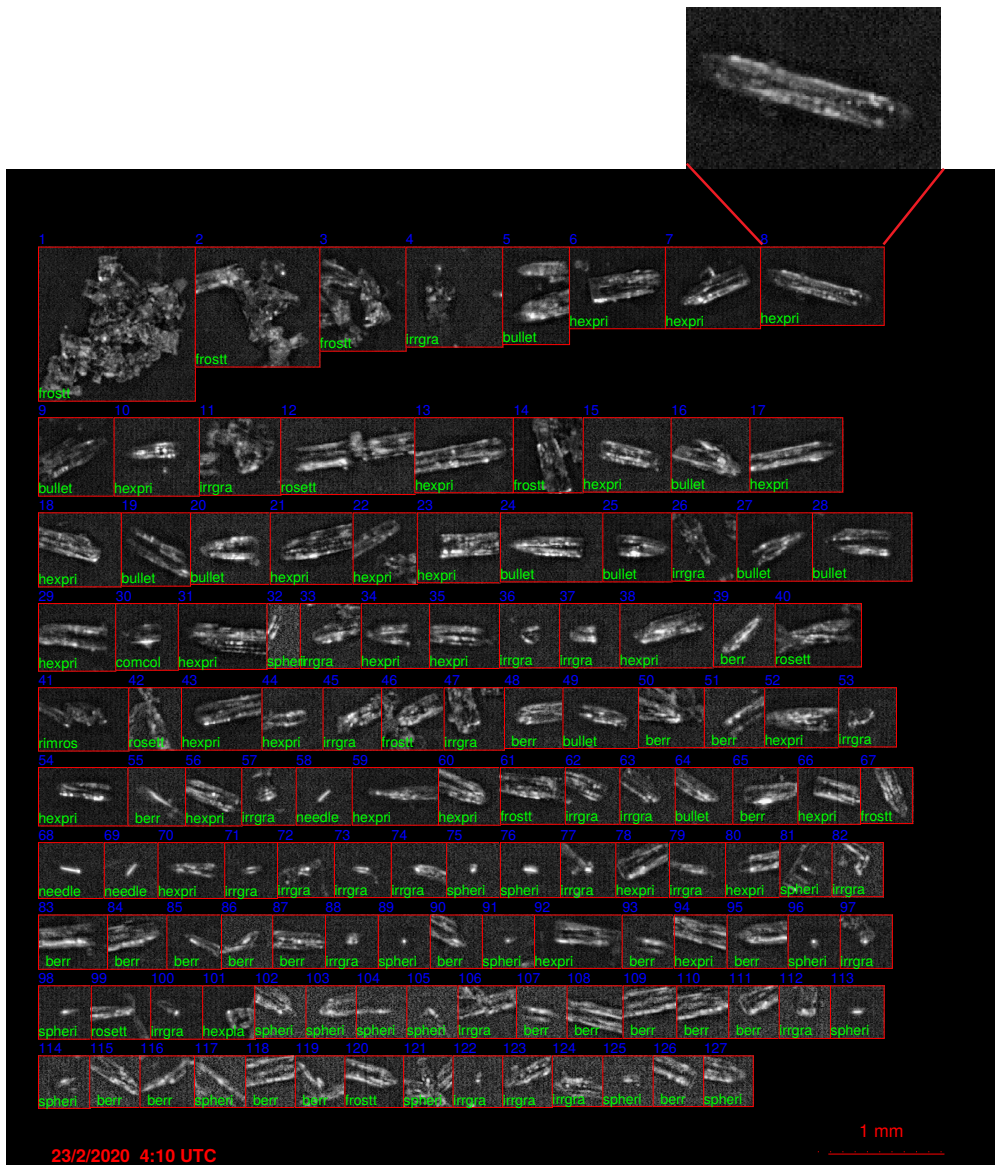 1 2 3 4 5 6 7 8
frostt frostt frostt irrgra bullet hexpri hexpri hexpri
9 10 11 12 13 14 15 16 17
bullet hexpri irrgra rosett hexpri frostt hexpri bullet hexpri
18 19 20 21 22 23 24 25 26 27 28
hexpri bullet bullet hexpri hexpri hexpri bullet bullet irrgra bullet bullet
29 30 31 32 33 34 35 36 37 38 39 40
hexpri comcol hexpri spheri irrgra hexpri hexpri irrgra irrgra hexpri berr rosett
41 42 43 44 45 46 47 48 49 50 51 52 53
rimros rosett hexpri hexpri irrgra frostt irrgra berr bullet berr berr hexpri irrgra
54 55 56 57 58 59 60 61 62 63 64 65 66 67
hexpri berr hexpri irrgra needle hexpri hexpri frostt irrgra irrgra bullet berr hexpri frostt
68 69 70 71 72 73 74 75 76 77 78 79 80 81 82
needle needle hexpri irrgra irrgra irrgra irrgra spheri spheri irrgra hexpri irrgra hexpri spheri irrgra
83 84 85 86 87 88 89 90 91 92 93 94 95 96 97
berr berr berr berr berr irrgra spheri berr spheri hexpri berr hexpri berr spheri irrgra
98 99 100 101 102 103 104 105 106 107 108 109 110 111 112 113
spheri rosett irrgra hexpla spheri spheri spheri spheri irrgra berr berr berr berr berr irrgra spheri
114 115 116 117 118 119 120 121 122 123 124 125 126 127
spheri berr berr spheri berr berr frostt spheri irrgra irrgra irrgra spheri berr spheri
1 mm
23/2/2020 4:10 UTC